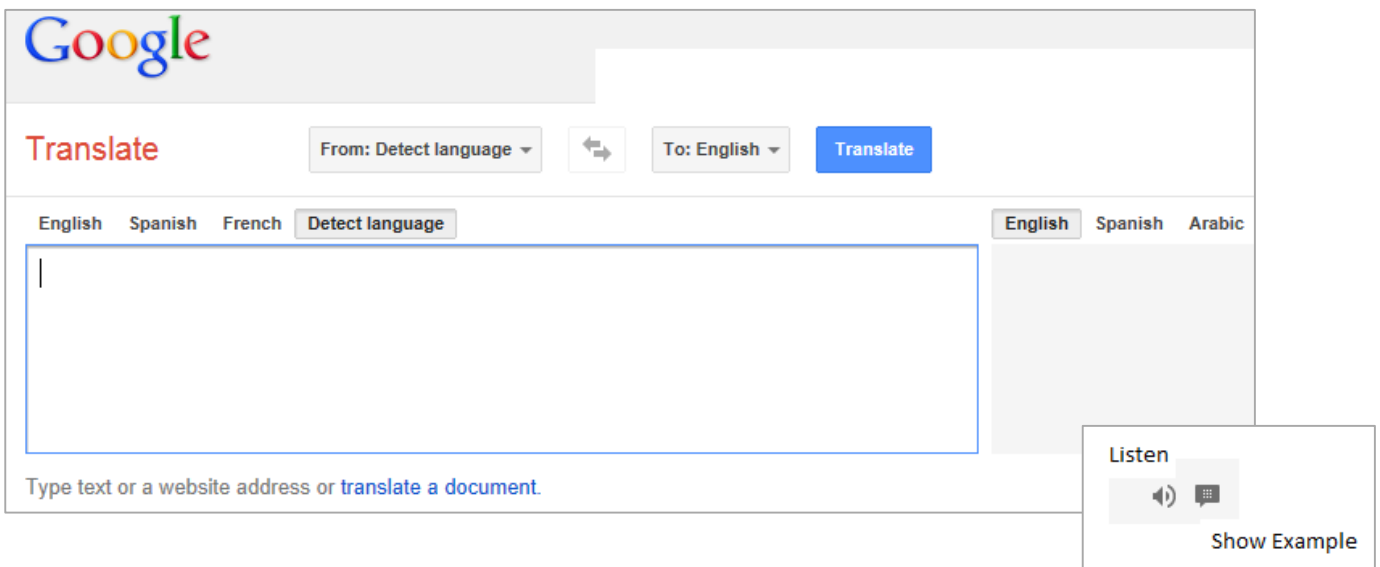 Google
Translate From: Detect language To: English Translate
English Spanish French Detect language English Spanish Arabic
Type text or a website address or translate a document.
Listen
Show Example